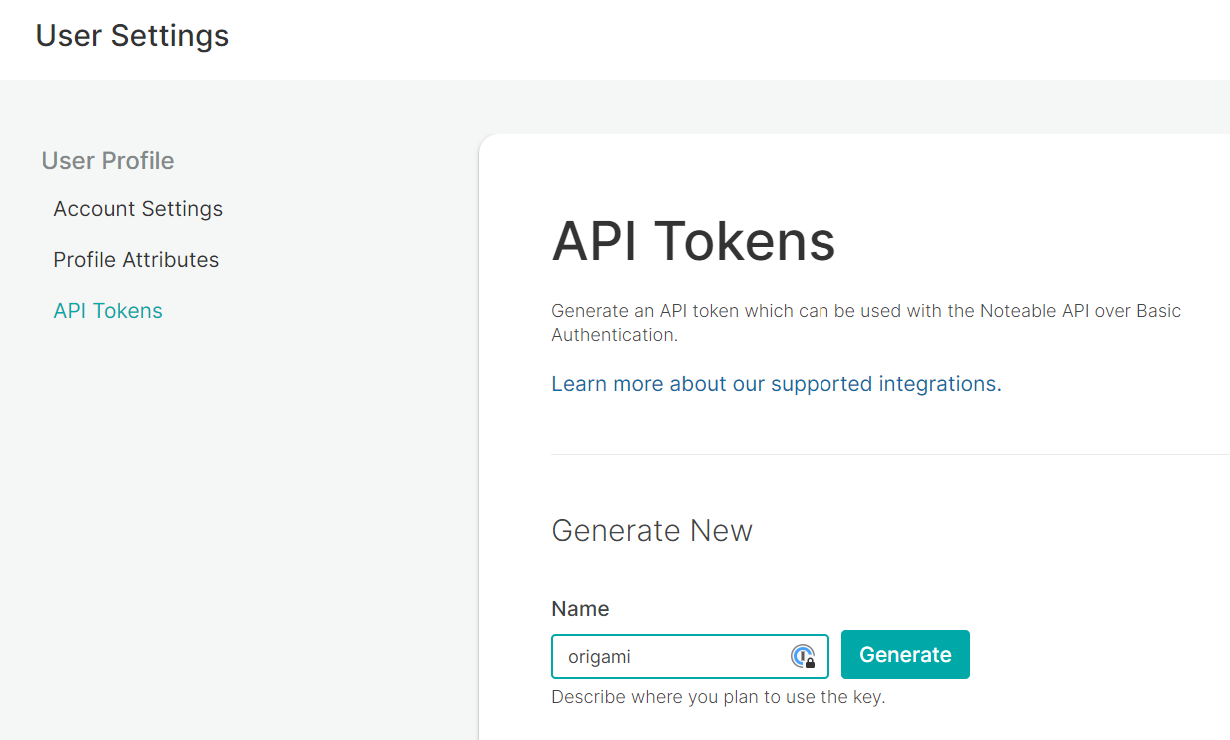 User Settings
User Profile
Account Settings
Profile Attributes
API Tokens
API Tokens
Generate an API token which can be used with the Noteable API over Basic
Authentication.
Learn more about our supported integrations.
Generate New
Name
origami
Generate
Describe where you plan to use the key.